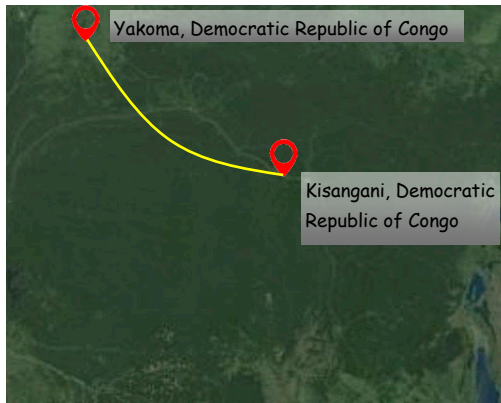 Yakoma, Democratic Republic of Congo
Kisangani, Democratic
Republic of Congo